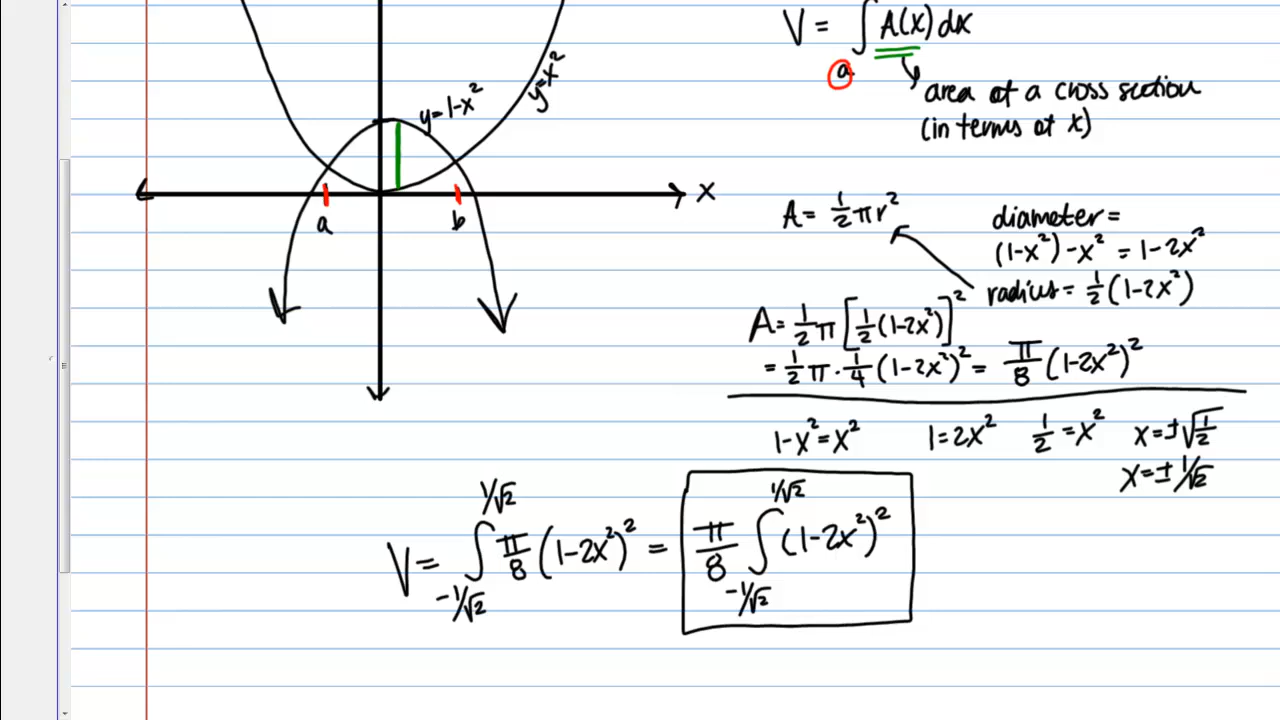 V = ∫ₐ A(x) dx
area of a cross section
(in terms of x)
y=1-x²
y=x²
x
a
b
A = ½πr²
diameter =
(1-x²)-x² = 1-2x²
radius = ½(1-2x²)
A = ½π[½(1-2x²)]²
= ½π · ¼(1-2x²)² = π/8 (1-2x²)²
1-x²=x² 1=2x² ½=x² x=±√½
x=±1/√2
V = ∫_{-1/√2}^{1/√2} π/8 (1-2x²)² = π/8 ∫_{-1/√2}^{1/√2} (1-2x²)²